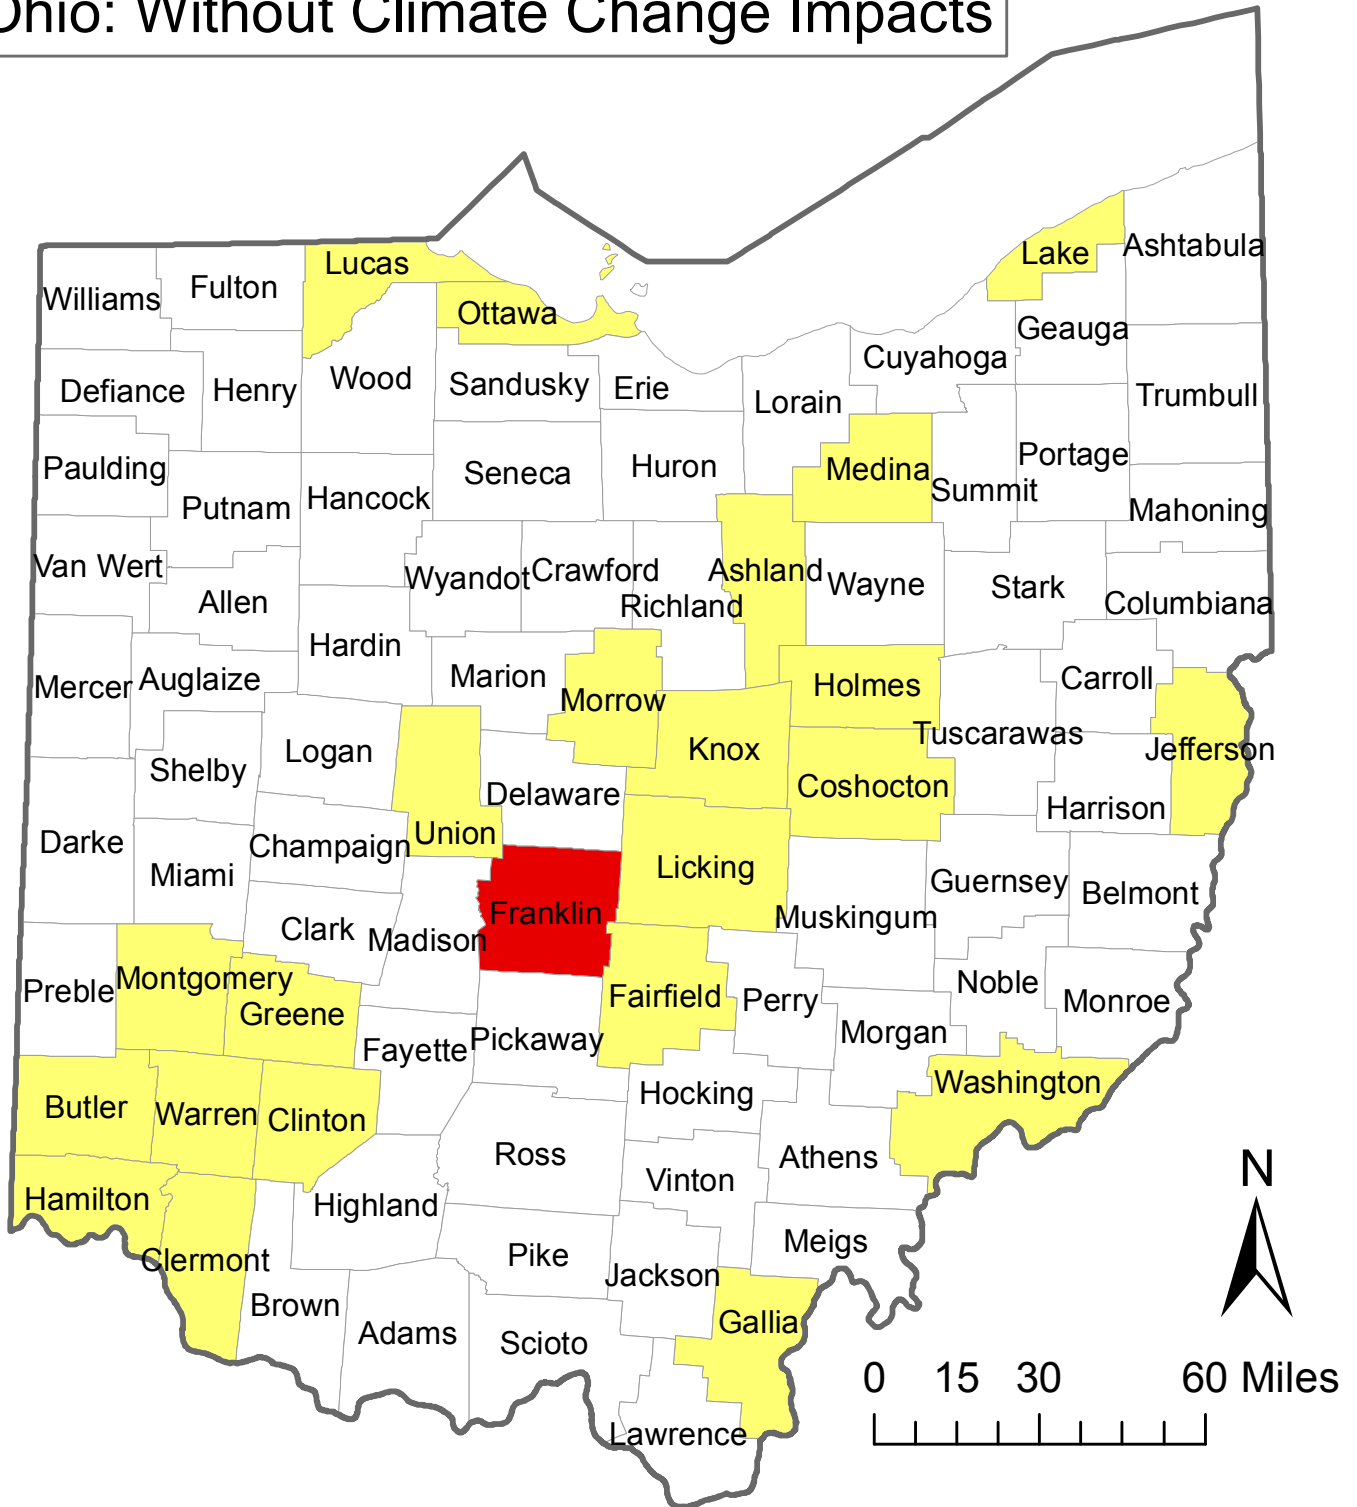 Ohio: Without Climate Change Impacts
Lake
Ashtabula
Lucas
Williams
Fulton
Ottawa
Geauga
Cuyahoga
Defiance
Henry
Wood
Sandusky
Erie
Lorain
Trumbull
Paulding
Seneca
Huron
Medina
Portage
Putnam
Hancock
Summit
Mahoning
Van Wert
Wyandot
Crawford
Ashland
Wayne
Stark
Allen
Richland
Columbiana
Hardin
Mercer
Auglaize
Marion
Morrow
Holmes
Carroll
Logan
Knox
Tuscarawas
Jefferson
Shelby
Delaware
Coshocton
Harrison
Darke
Champaign
Union
Miami
Licking
Guernsey
Belmont
Clark
Madison
Franklin
Muskingum
Preble
Montgomery
Greene
Fairfield
Perry
Noble
Monroe
Fayette
Pickaway
Morgan
Butler
Warren
Clinton
Hocking
Washington
Ross
Athens
Vinton
Hamilton
Highland
N
Clermont
Pike
Jackson
Meigs
Brown
Adams
Scioto
Gallia
0 15 30 60 Miles
Lawrence